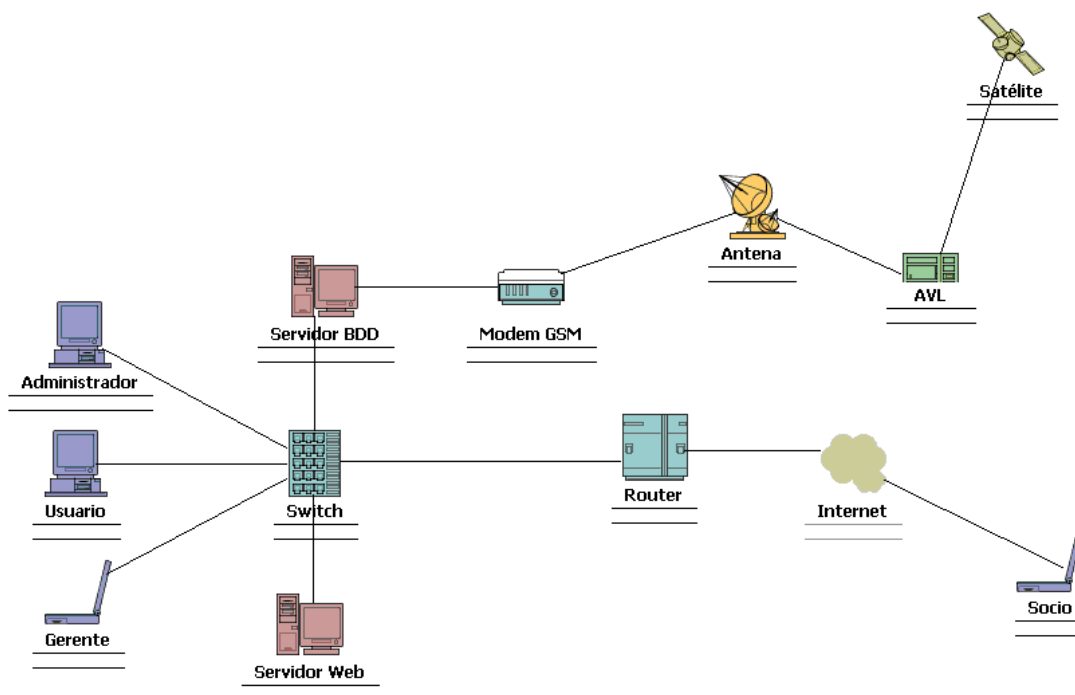 Satélite
Antena
AVL
Servidor BDD
Modem GSM
Administrador
Usuario
Switch
Router
Internet
Gerente
Socio
Servidor Web